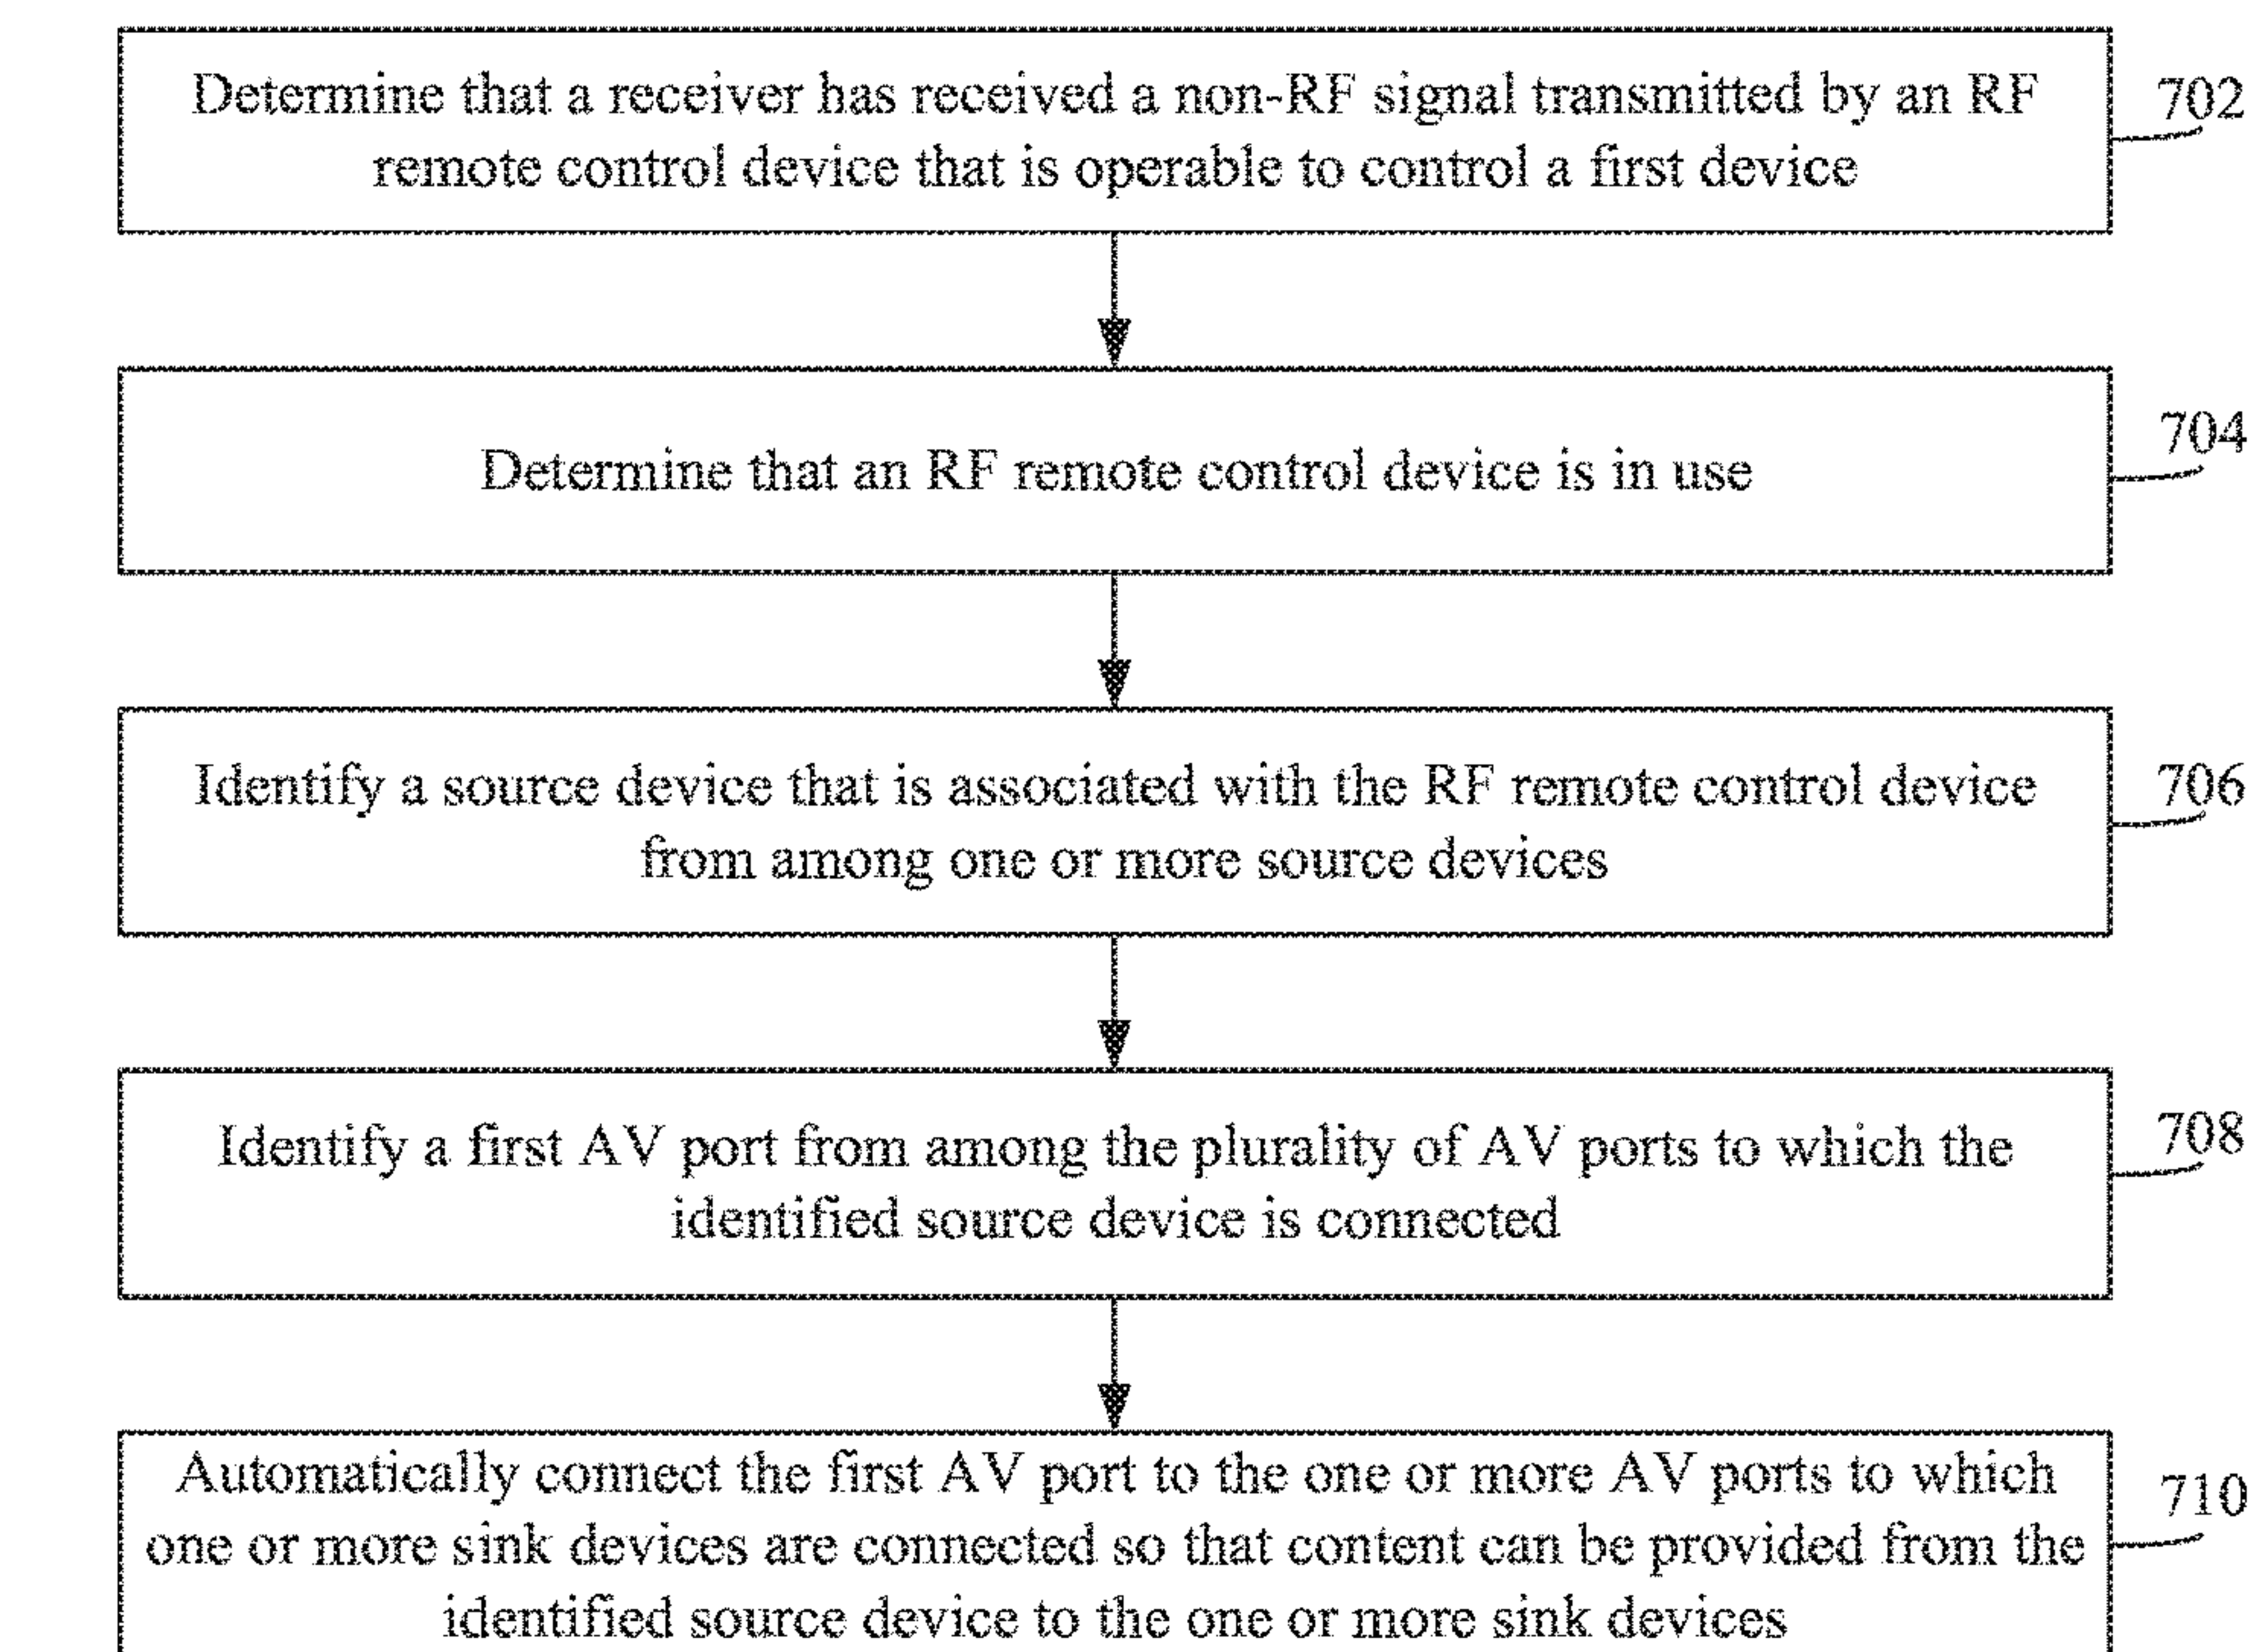 Determine that a receiver has received a non-RF signal transmitted by an RF
remote control device that is operable to control a first device
702
Determine that an RF remote control device is in use
704
Identify a source device that is associated with the RF remote control device
from among one or more source devices
706
Identify a first AV port from among the plurality of AV ports to which the
identified source device is connected
708
Automatically connect the first AV port to the one or more AV ports to which
one or more sink devices are connected so that content can be provided from the
identified source device to the one or more sink devices
710